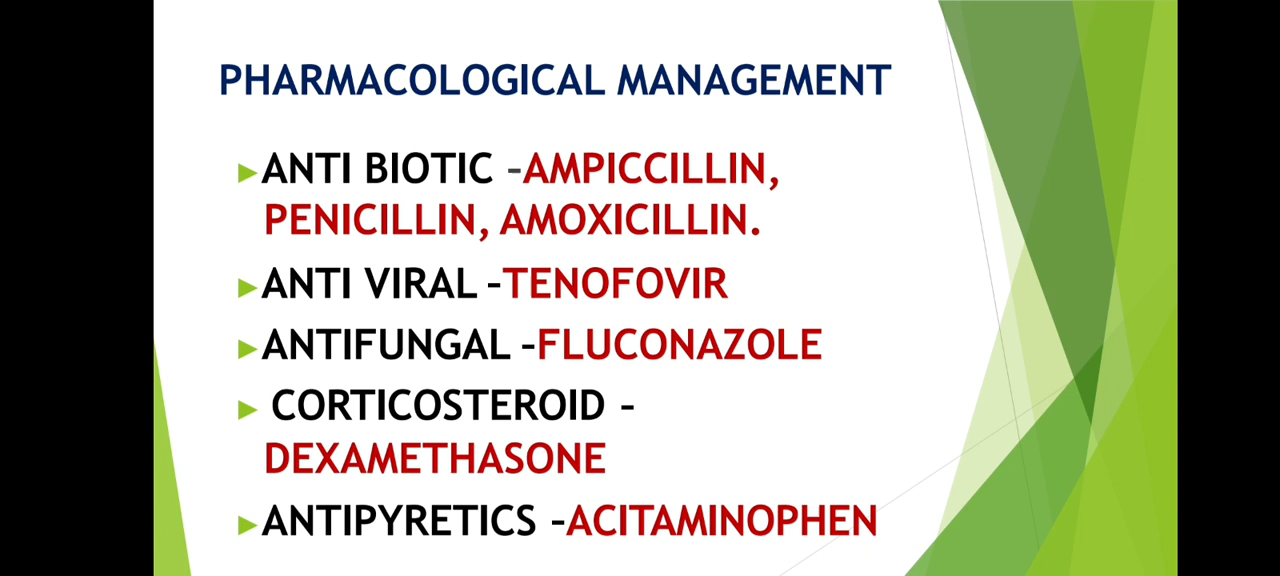 PHARMACOLOGICAL MANAGEMENT
ANTI BIOTIC –AMPICCILLIN,
PENICILLIN, AMOXICILLIN.
ANTI VIRAL –TENOFOVIR
ANTIFUNGAL –FLUCONAZOLE
CORTICOSTEROID –
DEXAMETHASONE
ANTIPYRETICS –ACITAMINOPHEN